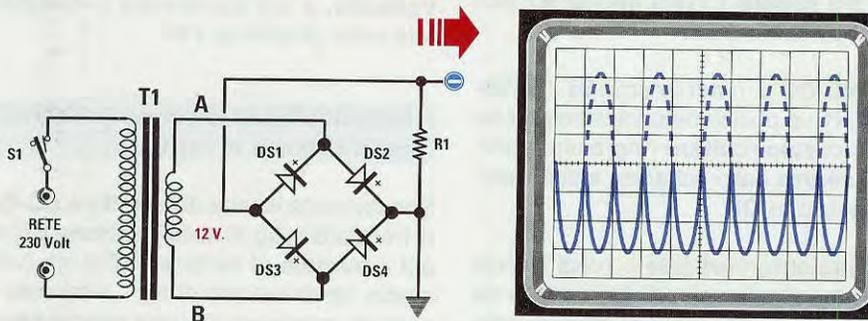 T1
A
S1
DS1
DS2
R1
RETE
230 Volt
12 V.
DS3
DS4
B